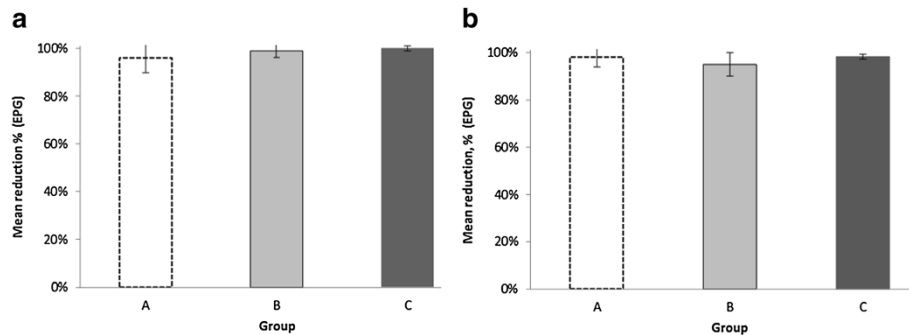 a
Mean reduction % (EPG)
100%
80%
60%
40%
20%
0%
A B C
Group
b
Mean reduction, % (EPG)
100%
80%
60%
40%
20%
0%
A B C
Group